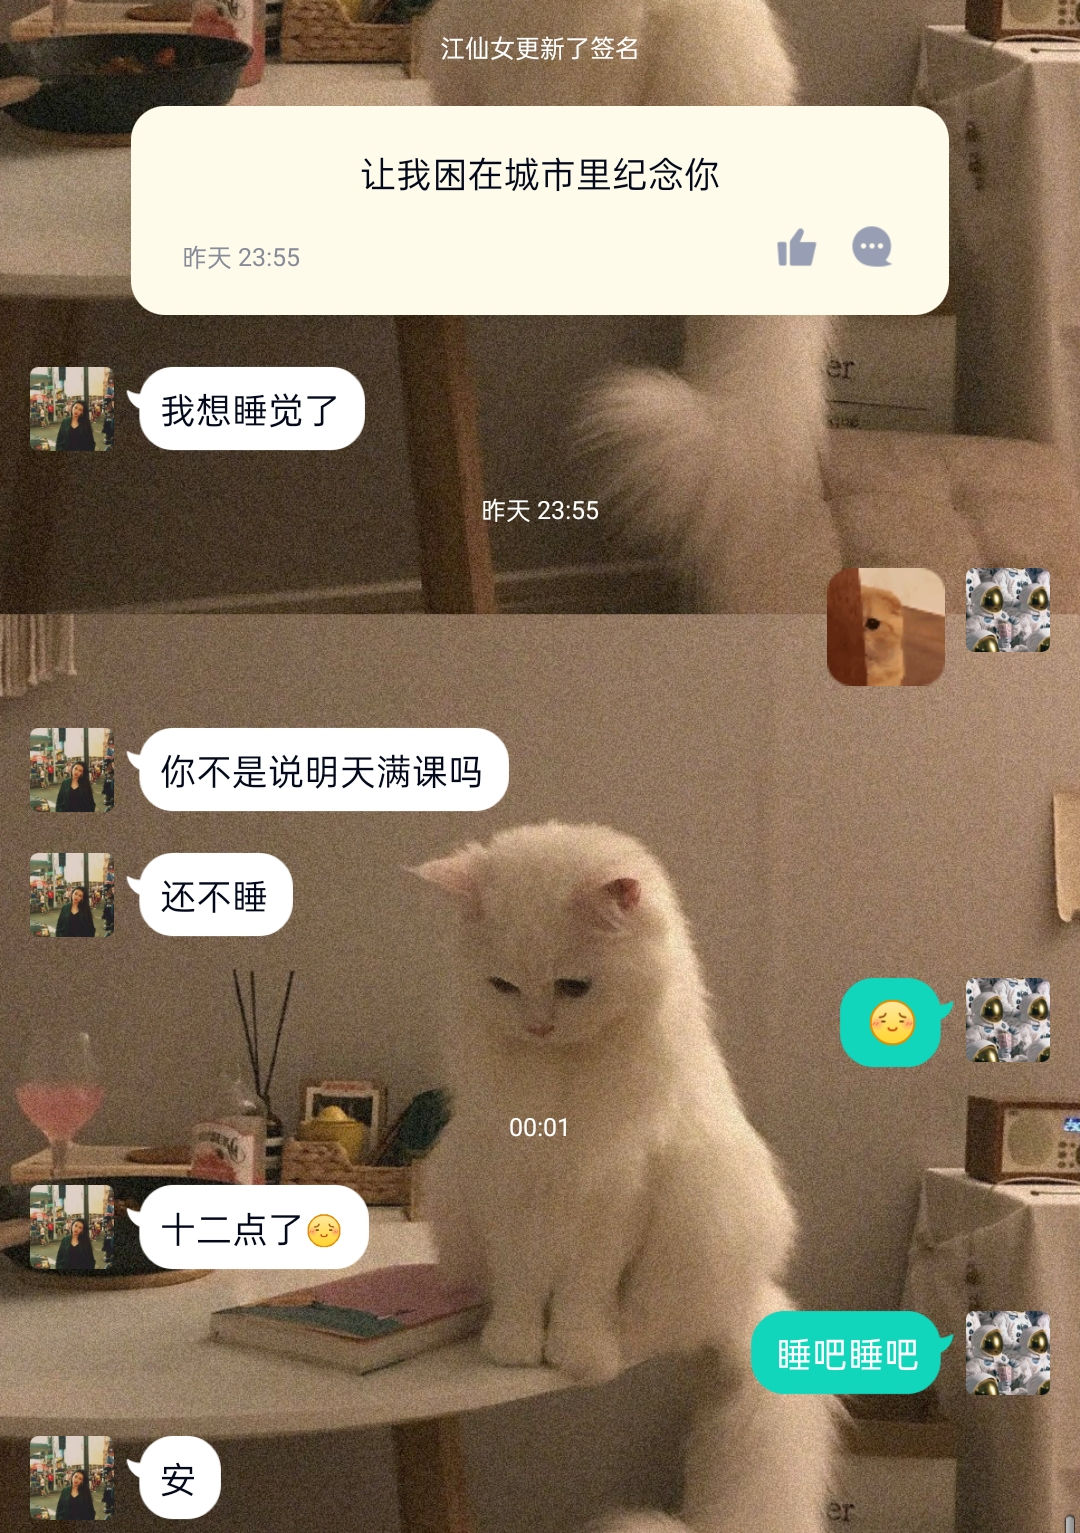 江仙女更新了签名
让我困在城市里纪念你
昨天 23:55
我想睡觉了
昨天 23:55
你不是说明天满课吗
还不睡
00:01
十二点了
睡吧睡吧
安